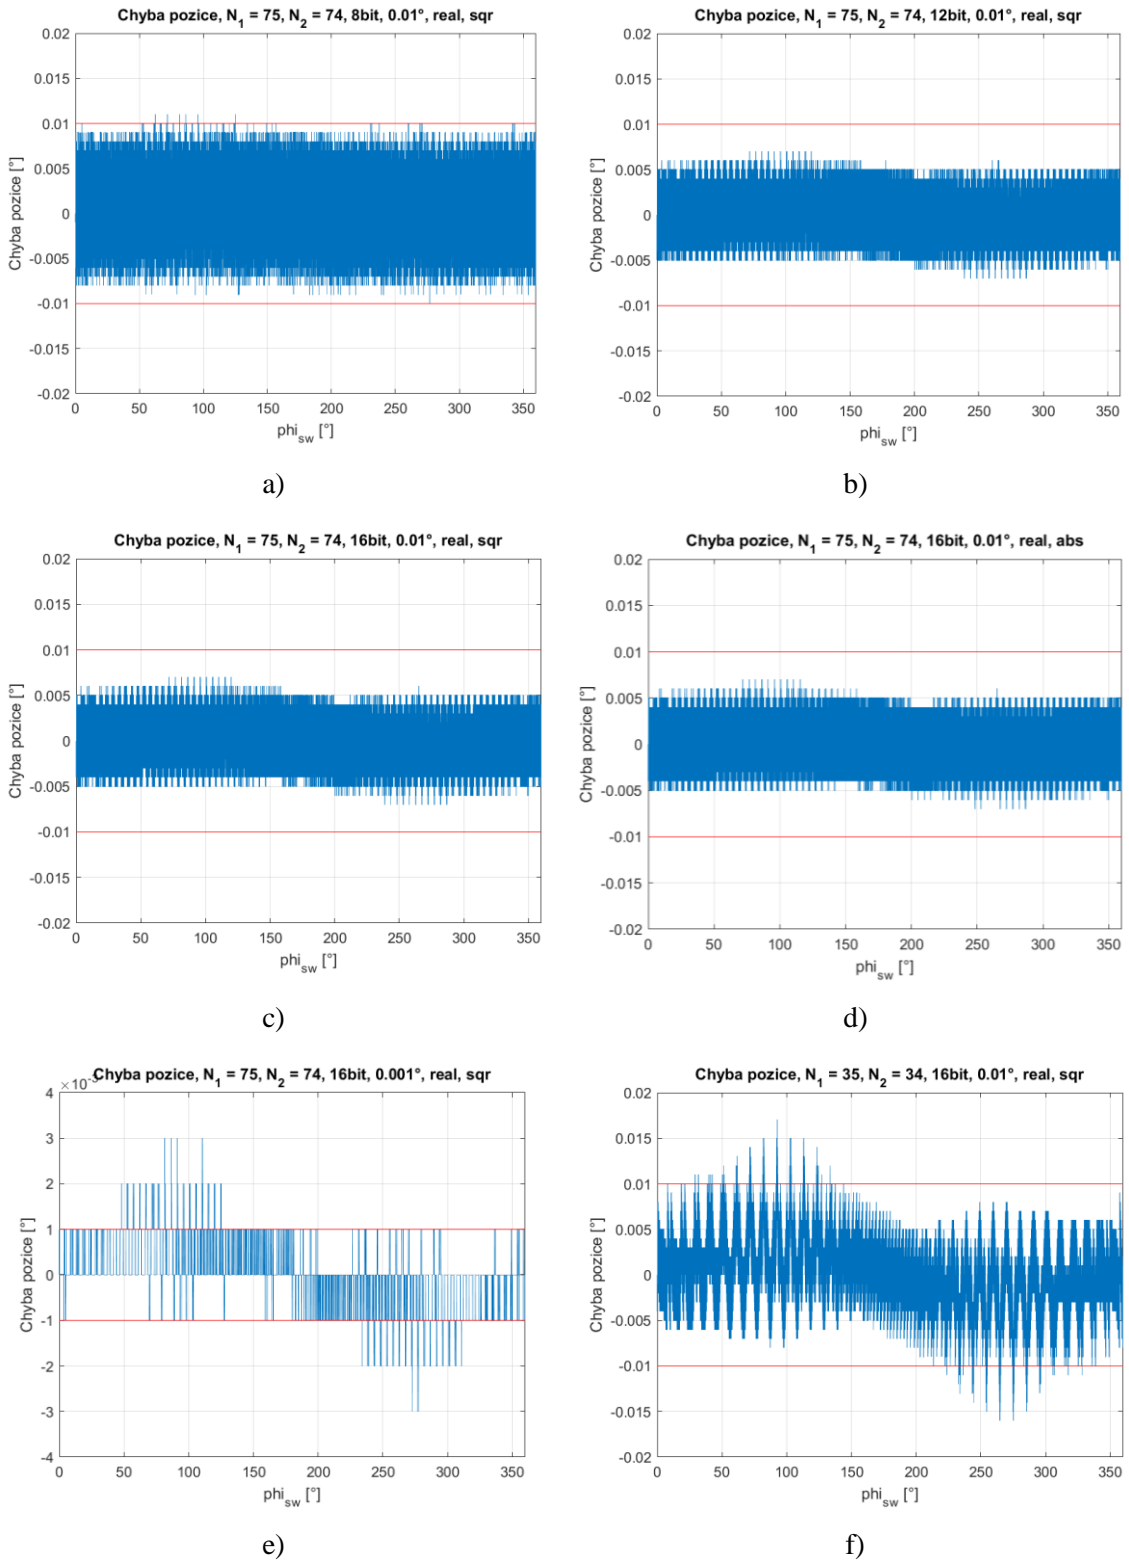 Chyba pozice, N1 = 75, N2 = 74, 8bit, 0.01°, real, sqr
0.02
0.015
0.01
0.005
0
-0.005
-0.01
-0.015
-0.02
Chyba pozice [°]
0 50 100 150 200 250 300 350
phi_sw [°]
a)
Chyba pozice, N1 = 75, N2 = 74, 12bit, 0.01°, real, sqr
0.02
0.015
0.01
0.005
0
-0.005
-0.01
-0.015
-0.02
Chyba pozice [°]
0 50 100 150 200 250 300 350
phi_sw [°]
b)
Chyba pozice, N1 = 75, N2 = 74, 16bit, 0.01°, real, sqr
0.02
0.015
0.01
0.005
0
-0.005
-0.01
-0.015
-0.02
Chyba pozice [°]
0 50 100 150 200 250 300 350
phi_sw [°]
c)
Chyba pozice, N1 = 75, N2 = 74, 16bit, 0.01°, real, abs
0.02
0.015
0.01
0.005
0
-0.005
-0.01
-0.015
-0.02
Chyba pozice [°]
0 50 100 150 200 250 300 350
phi_sw [°]
d)
Chyba pozice, N1 = 75, N2 = 74, 16bit, 0.001°, real, sqr
×10
4
3
2
1
0
-1
-2
-3
-4
Chyba pozice [°]
0 50 100 150 200 250 300 350
phi_sw [°]
e)
Chyba pozice, N1 = 35, N2 = 34, 16bit, 0.01°, real, sqr
0.02
0.015
0.01
0.005
0
-0.005
-0.01
-0.015
-0.02
Chyba pozice [°]
0 50 100 150 200 250 300 350
phi_sw [°]
f)